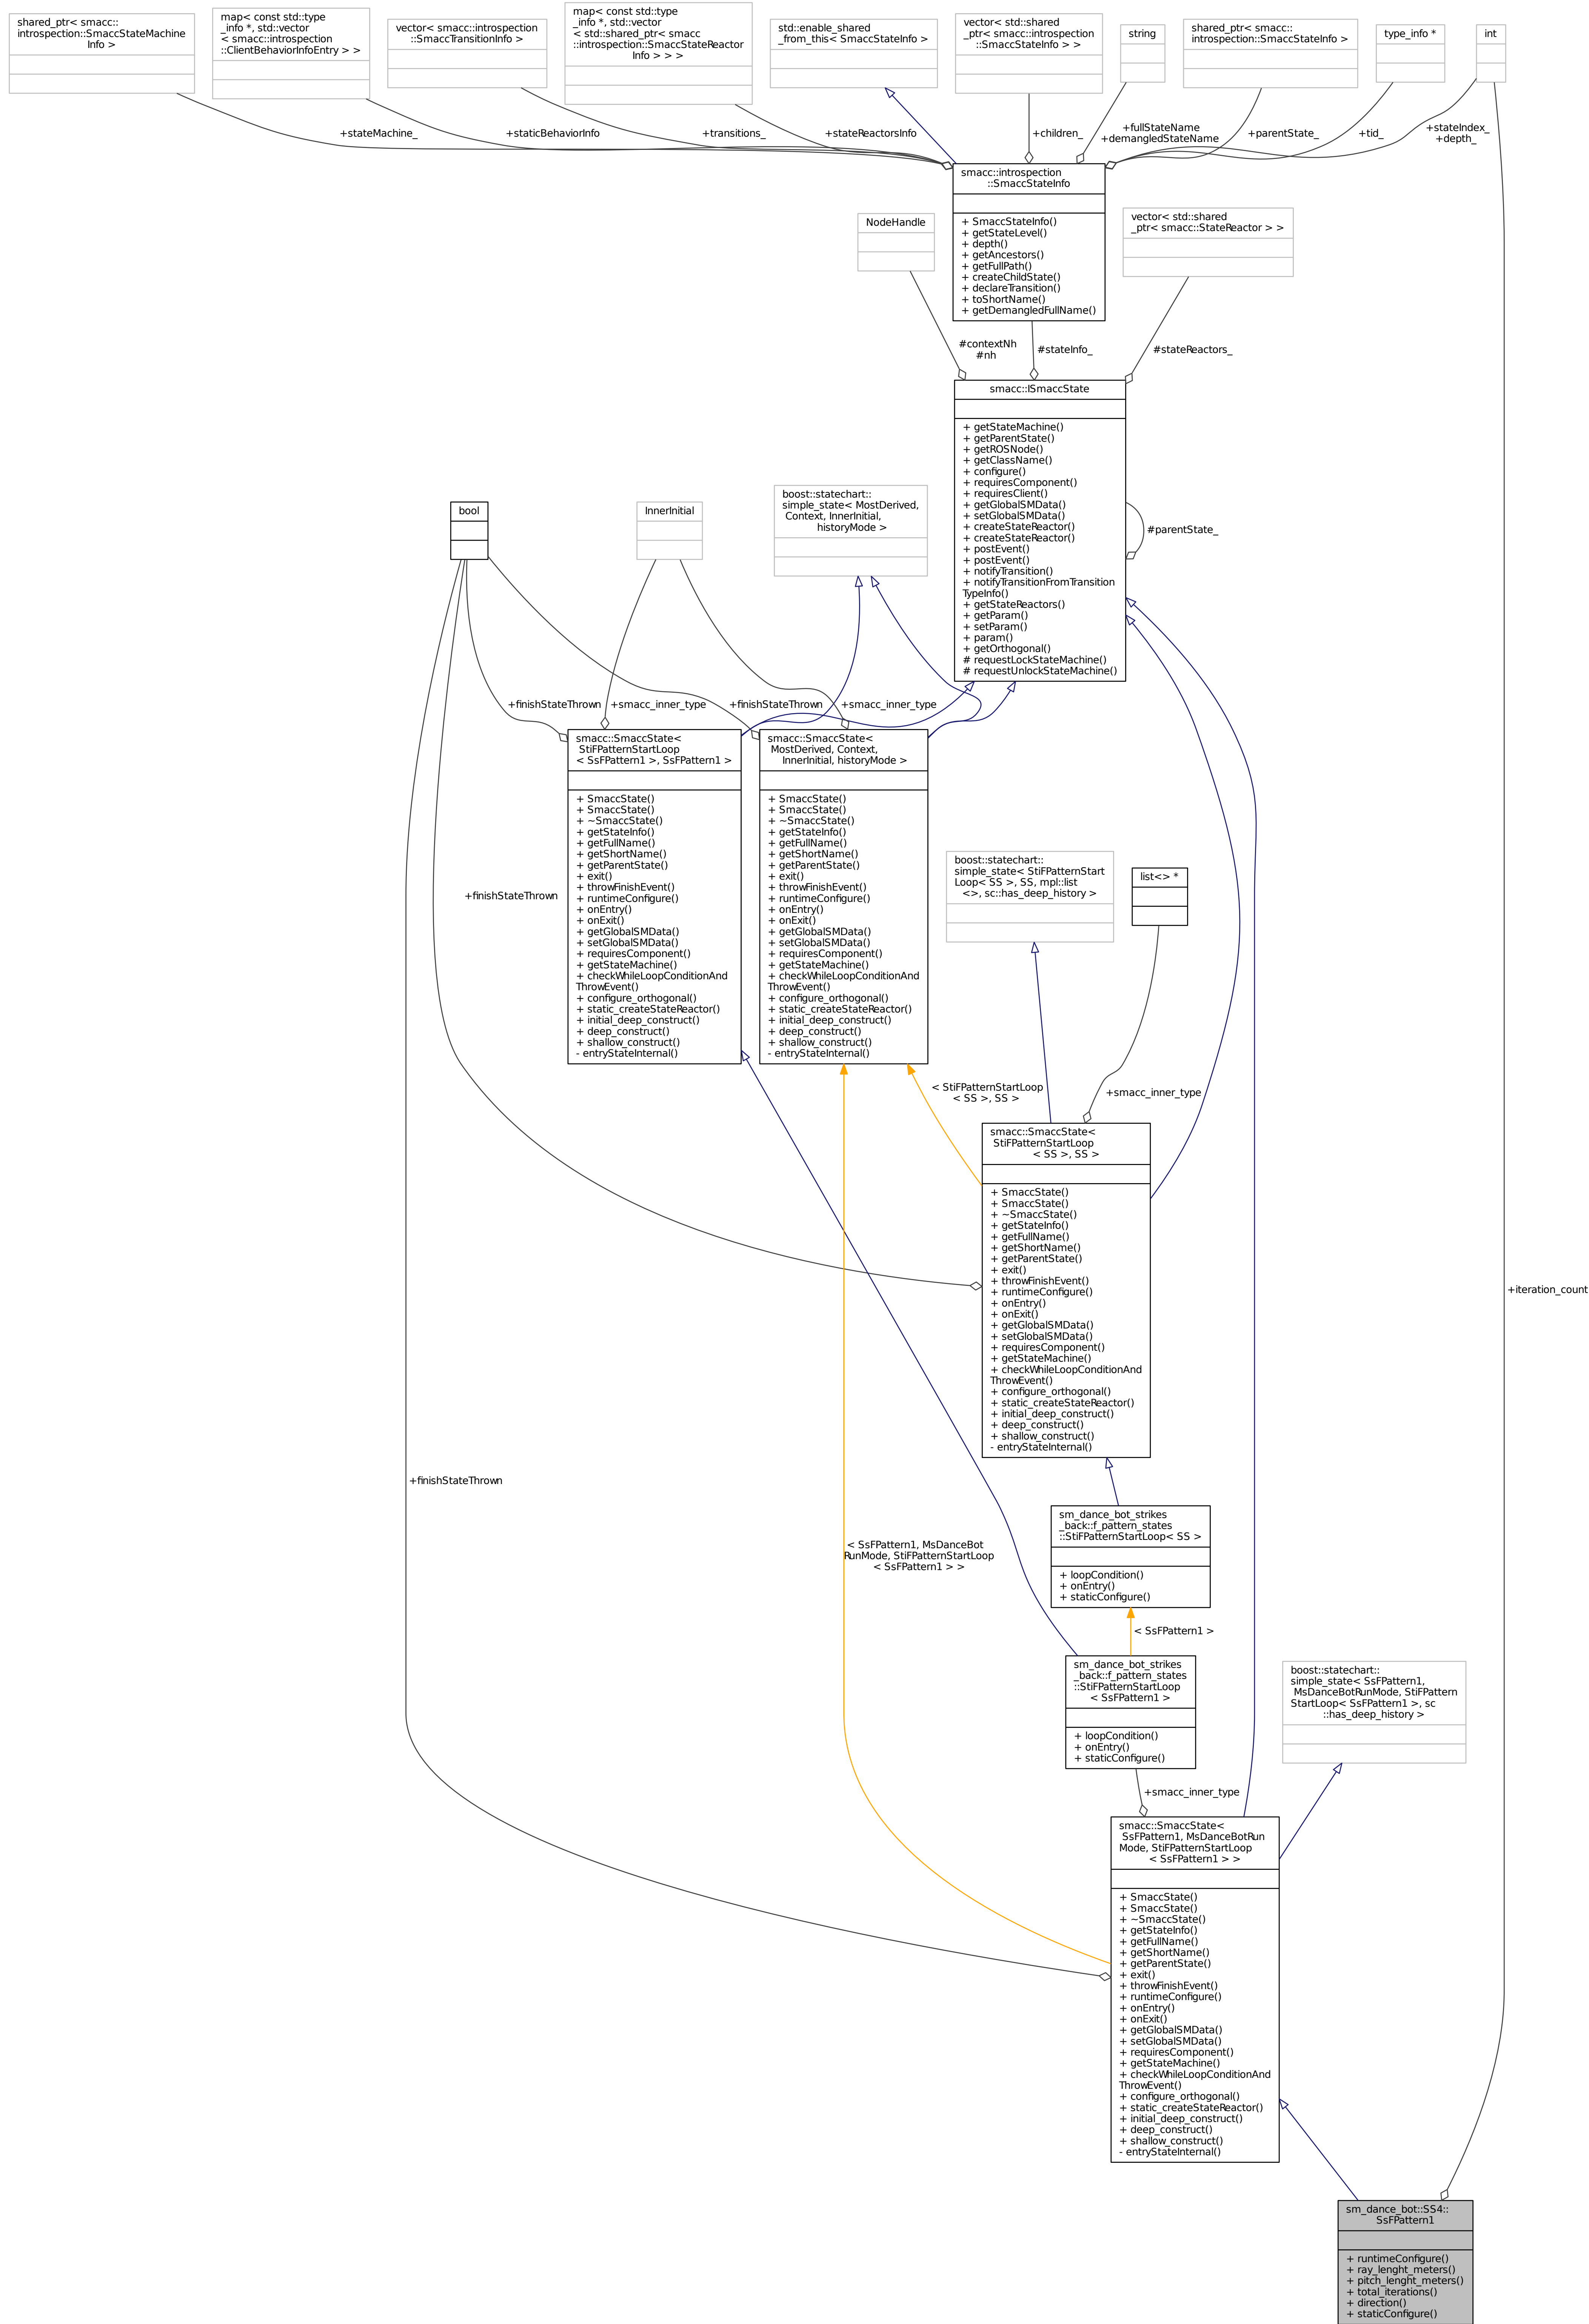 shared_ptr< smacc::
introspection::SmaccStateMachine
Info >
map< const std::type
_info *, std::vector
< smacc::introspection
::ClientBehaviorInfoEntry > >
vector< smacc::introspection
::SmaccTransitionInfo >
map< const std::type
_info *, std::vector
< std::shared_ptr< smacc
::introspection::SmaccStateReactor
Info > > >
std::enable_shared
_from_this< SmaccStateInfo >
vector< std::shared
_ptr< smacc::introspection
::SmaccStateInfo > >
string
shared_ptr< smacc::
introspection::SmaccStateInfo >
type_info *
int
+stateMachine_
+staticBehaviorInfo
+transitions_
+stateReactorsInfo
+children_
+fullStateName
+demangledStateName
+parentState_
+tid_
+stateIndex_
+depth_
smacc::introspection
::SmaccStateInfo
+ SmaccStateInfo()
+ getStateLevel()
+ depth()
+ getAncestors()
+ getFullPath()
+ createChildState()
+ declareTransition()
+ toShortName()
+ getDemangledFullName()
NodeHandle
vector< std::shared
_ptr< smacc::StateReactor > >
#contextNh
#nh
#stateInfo_
#stateReactors_
smacc::ISmaccState
+ getStateMachine()
+ getParentState()
+ getROSNode()
+ getClassName()
+ configure()
+ requiresComponent()
+ requiresClient()
+ getGlobalSMData()
+ setGlobalSMData()
+ createStateReactor()
+ createStateReactor()
+ postEvent()
+ postEvent()
+ notifyTransition()
+ notifyTransitionFromTransition
TypeInfo()
+ getStateReactors()
+ getParam()
+ setParam()
+ param()
+ getOrthogonal()
# requestLockStateMachine()
# requestUnlockStateMachine()
#parentState_
bool
InnerInitial
boost::statechart::
simple_state< MostDerived,
Context, InnerInitial,
historyMode >
+finishStateThrown
+smacc_inner_type
+finishStateThrown
+smacc_inner_type
smacc::SmaccState<
StiFPatternStartLoop
< SsFPattern1 >, SsFPattern1 >
+ SmaccState()
+ SmaccState()
+ ~SmaccState()
+ getStateInfo()
+ getFullName()
+ getShortName()
+ getParentState()
+ exit()
+ throwFinishEvent()
+ runtimeConfigure()
+ onEntry()
+ onExit()
+ getGlobalSMData()
+ setGlobalSMData()
+ requiresComponent()
+ getStateMachine()
+ checkWhileLoopConditionAnd
ThrowEvent()
+ configure_orthogonal()
+ static_createStateReactor()
+ initial_deep_construct()
+ deep_construct()
+ shallow_construct()
- entryStateInternal()
smacc::SmaccState<
MostDerived, Context,
InnerInitial, historyMode >
+ SmaccState()
+ SmaccState()
+ ~SmaccState()
+ getStateInfo()
+ getFullName()
+ getShortName()
+ getParentState()
+ exit()
+ throwFinishEvent()
+ runtimeConfigure()
+ onEntry()
+ onExit()
+ getGlobalSMData()
+ setGlobalSMData()
+ requiresComponent()
+ getStateMachine()
+ checkWhileLoopConditionAnd
ThrowEvent()
+ configure_orthogonal()
+ static_createStateReactor()
+ initial_deep_construct()
+ deep_construct()
+ shallow_construct()
- entryStateInternal()
+finishStateThrown
boost::statechart::
simple_state< StiFPatternStart
Loop< SS >, SS, mpl::list
<>, sc::has_deep_history >
list<> *
< StiFPatternStartLoop
< SS >, SS >
+smacc_inner_type
smacc::SmaccState<
StiFPatternStartLoop
< SS >, SS >
+ SmaccState()
+ SmaccState()
+ ~SmaccState()
+ getStateInfo()
+ getFullName()
+ getShortName()
+ getParentState()
+ exit()
+ throwFinishEvent()
+ runtimeConfigure()
+ onEntry()
+ onExit()
+ getGlobalSMData()
+ setGlobalSMData()
+ requiresComponent()
+ getStateMachine()
+ checkWhileLoopConditionAnd
ThrowEvent()
+ configure_orthogonal()
+ static_createStateReactor()
+ initial_deep_construct()
+ deep_construct()
+ shallow_construct()
- entryStateInternal()
+iteration_count
+finishStateThrown
< SsFPattern1, MsDanceBot
RunMode, StiFPatternStartLoop
< SsFPattern1 > >
sm_dance_bot_strikes
_back::f_pattern_states
::StiFPatternStartLoop< SS >
+ loopCondition()
+ onEntry()
+ staticConfigure()
< SsFPattern1 >
sm_dance_bot_strikes
_back::f_pattern_states
::StiFPatternStartLoop
< SsFPattern1 >
+ loopCondition()
+ onEntry()
+ staticConfigure()
boost::statechart::
simple_state< SsFPattern1,
MsDanceBotRunMode, StiFPattern
StartLoop< SsFPattern1 >, sc
::has_deep_history >
+smacc_inner_type
smacc::SmaccState<
SsFPattern1, MsDanceBotRun
Mode, StiFPatternStartLoop
< SsFPattern1 > >
+ SmaccState()
+ SmaccState()
+ ~SmaccState()
+ getStateInfo()
+ getFullName()
+ getShortName()
+ getParentState()
+ exit()
+ throwFinishEvent()
+ runtimeConfigure()
+ onEntry()
+ onExit()
+ getGlobalSMData()
+ setGlobalSMData()
+ requiresComponent()
+ getStateMachine()
+ checkWhileLoopConditionAnd
ThrowEvent()
+ configure_orthogonal()
+ static_createStateReactor()
+ initial_deep_construct()
+ deep_construct()
+ shallow_construct()
- entryStateInternal()
sm_dance_bot::SS4::
SsFPattern1
+ runtimeConfigure()
+ ray_lenght_meters()
+ pitch_lenght_meters()
+ total_iterations()
+ direction()
+ staticConfigure()